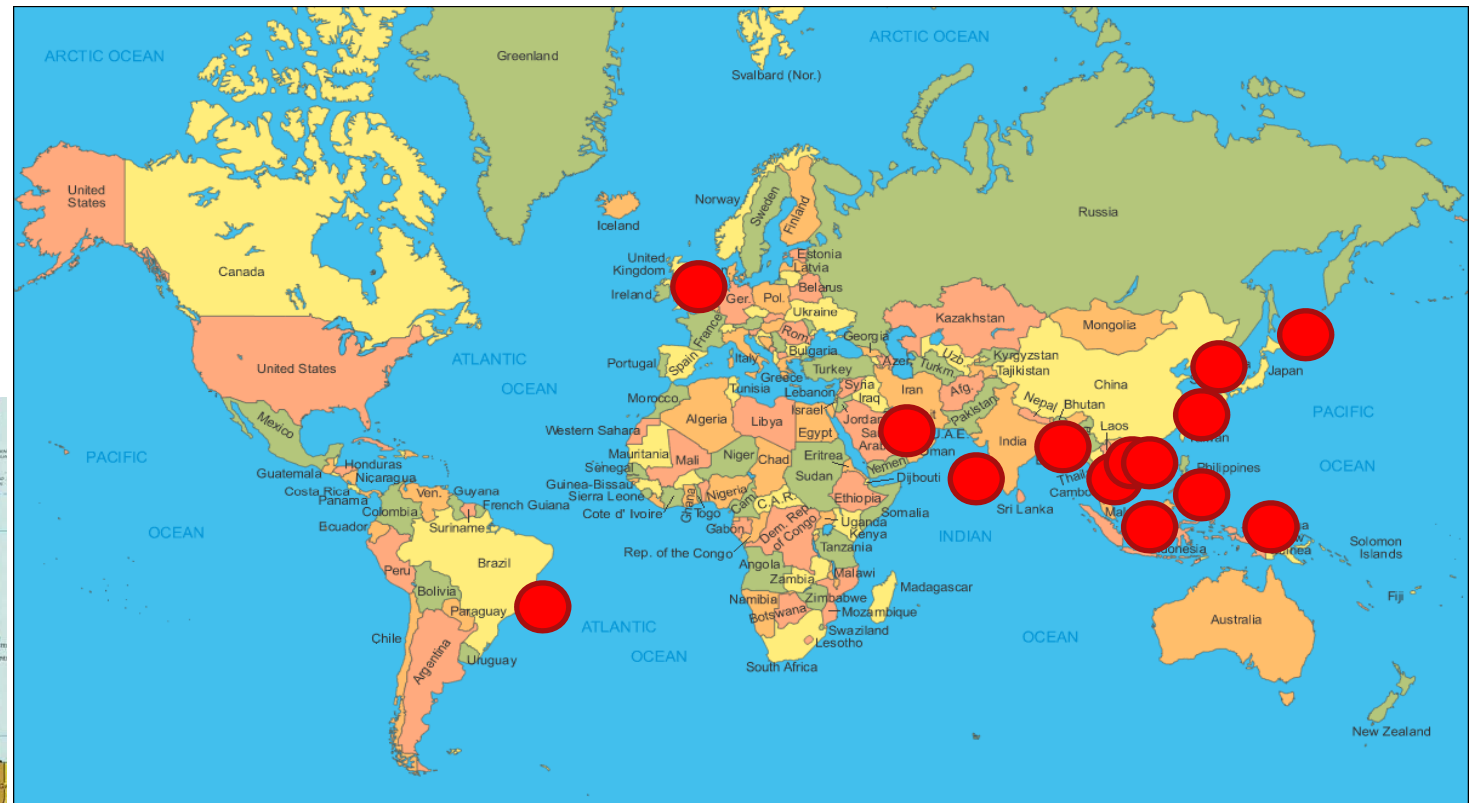 ARCTIC OCEAN
ARCTIC OCEAN
Greenland
Svalbard (Nor.)
United
States
Canada
Iceland
Norway
Sweden
Finland
Russia
United
Kingdom
Ireland
Estonia
Latvia
Belarus
Ger.
Pol.
Ukraine
Kazakhstan
Mongolia
France
Rom.
Georgia
United States
ATLANTIC
OCEAN
Portugal
Spain
Italy
Bulgaria
Azer.
Uzb.
Turkm.
Kyrgyzstan
Tajikistan
China
Japan
Greece
Turkey
Tunisia
Lebanon
Syria
Iraq
Iran
Afg.
Morocco
Israel
Jordan
Pakistan
Nepal
Bhutan
Laos
PACIFIC
OCEAN
Mexico
Algeria
Libya
Egypt
U.A.E.
Oman
India
Western Sahara
Mauritania
Mali
Niger
Chad
Eritrea
Sudan
Yemen
Djibouti
Philippines
PACIFIC
OCEAN
Guatemala
Honduras
Nicaragua
Costa Rica
Panama
Ven.
Guyana
French Guiana
Suriname
Colombia
Ecuador
Senegal
Guinea-Bissau
Sierra Leone
Cote d' Ivoire
Togo
Nigeria
Cam.
C.A.R.
Ethiopia
Somalia
Sri Lanka
Gabon
Rep. of the Congo
Dem. Rep.
of Congo
Uganda
Kenya
Tanzania
INDIAN
OCEAN
Solomon
Islands
Fiji
Brazil
Peru
Bolivia
Paraguay
Chile
Argentina
Uruguay
ATLANTIC
OCEAN
Angola
Zambia
Malawi
Madagascar
Namibia
Botswana
Zimbabwe
Mozambique
Swaziland
Lesotho
South Africa
Australia
New Zealand